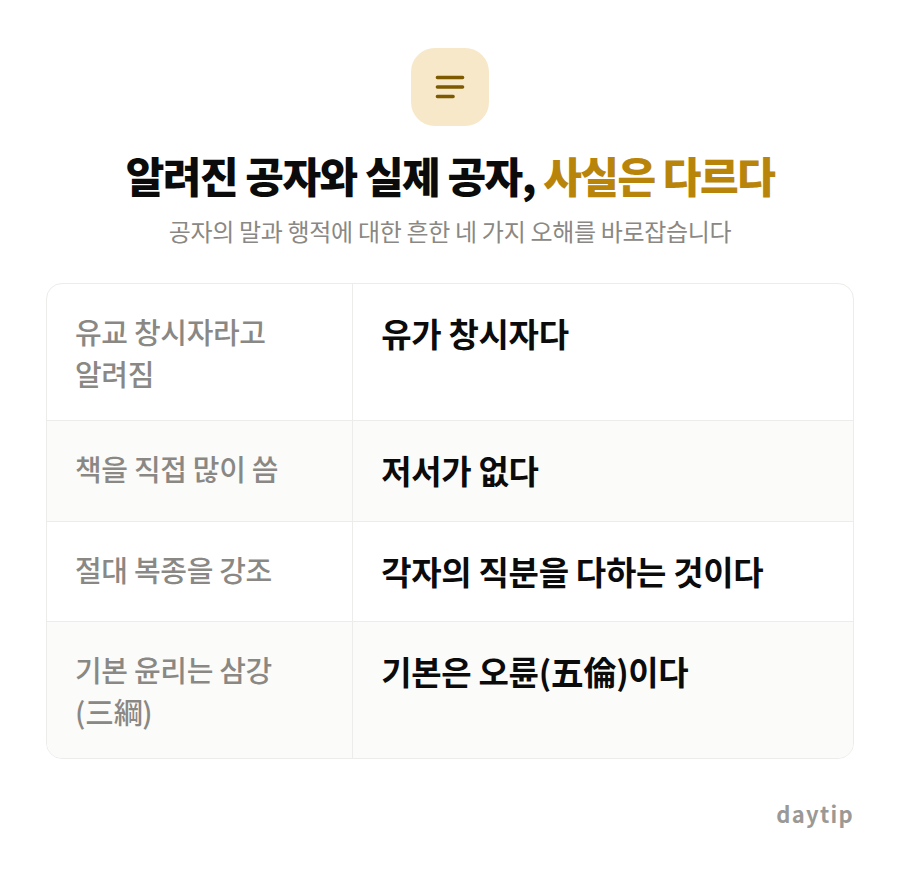 알려진 공자와 실제 공자, 사실은 다르다
공자의 말과 행적에 대한 흔한 네 가지 오해를 바로잡습니다
유교 창시자라고
알려짐
유가 창시자다
책을 직접 많이 씀
저서가 없다
절대 복종을 강조
각자의 직분을 다하는 것이다
기본 윤리는 삼강
(三綱)
기본은 오륜(五倫)이다
daytip